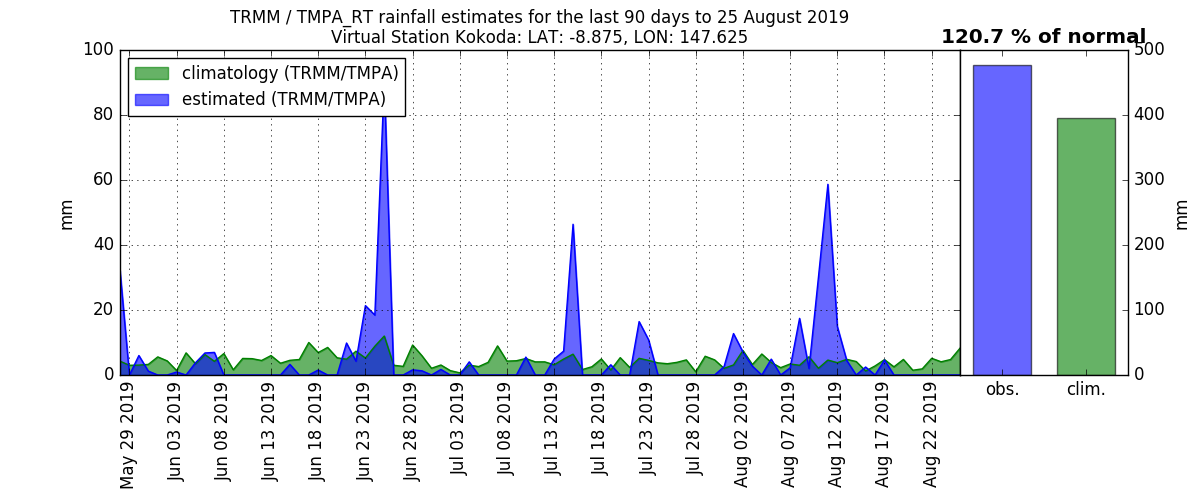 TRMM / TMPA_RT rainfall estimates for the last 90 days to 25 August 2019
Virtual Station Kokoda: LAT: -8.875, LON: 147.625
120.7 % of normal
climatology (TRMM/TMPA)
estimated (TRMM/TMPA)
100
80
60
40
20
0
mm
500
400
300
200
100
0
mm
obs.
clim.
May 29 2019
Jun 03 2019
Jun 08 2019
Jun 13 2019
Jun 18 2019
Jun 23 2019
Jun 28 2019
Jul 03 2019
Jul 08 2019
Jul 13 2019
Jul 18 2019
Jul 23 2019
Jul 28 2019
Aug 02 2019
Aug 07 2019
Aug 12 2019
Aug 17 2019
Aug 22 2019